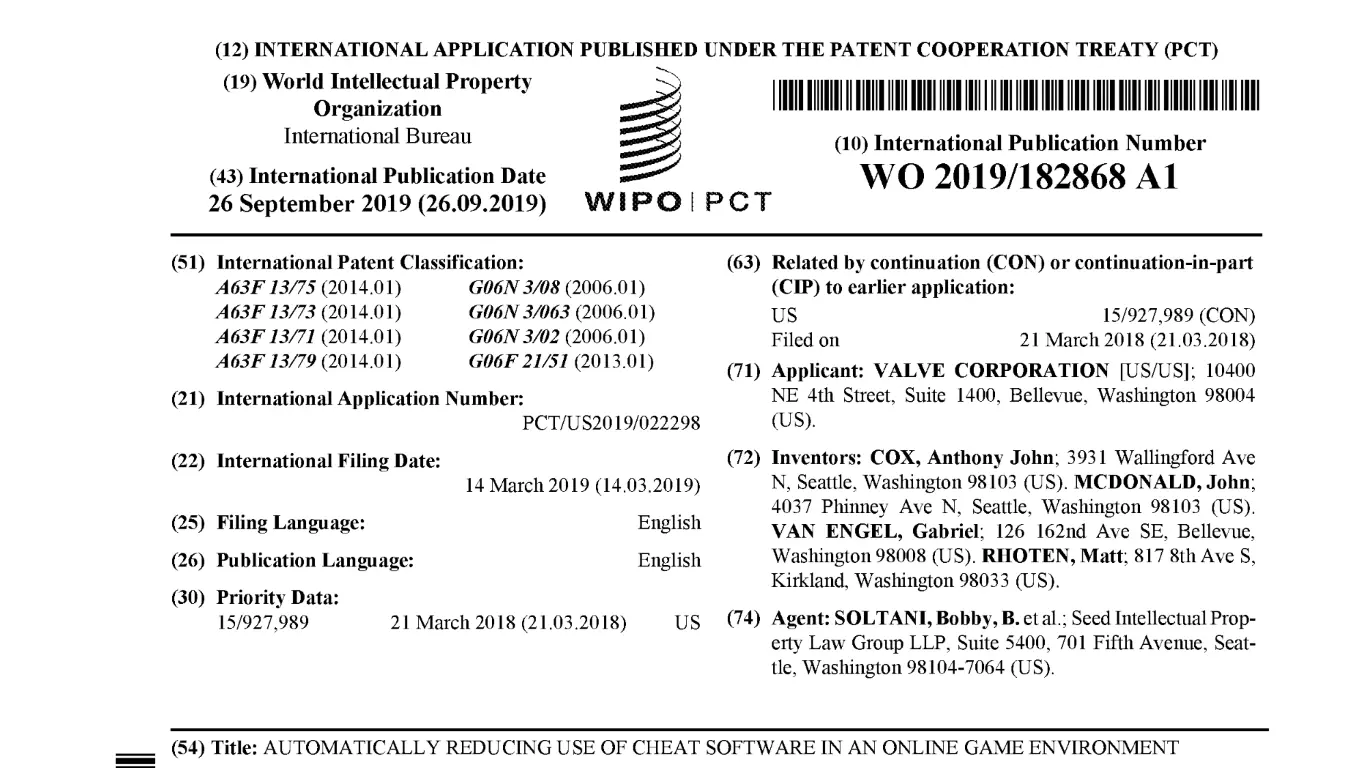 (12) INTERNATIONAL APPLICATION PUBLISHED UNDER THE PATENT COOPERATION TREATY (PCT)
(19) World Intellectual Property
Organization
International Bureau
(43) International Publication Date
26 September 2019 (26.09.2019)
WIPO | PCT
(10) International Publication Number
WO 2019/182868 A1
(51) International Patent Classification:
A63F 13/75 (2014.01) G06N 3/08 (2006.01)
A63F 13/73 (2014.01) G06N 3/063 (2006.01)
A63F 13/71 (2014.01) G06N 3/02 (2006.01)
A63F 13/79 (2014.01) G06F 21/51 (2013.01)
(21) International Application Number:
PCT/US2019/022298
(22) International Filing Date:
14 March 2019 (14.03.2019)
(25) Filing Language: English
(26) Publication Language: English
(30) Priority Data:
15/927,989 21 March 2018 (21.03.2018) US
(63) Related by continuation (CON) or continuation-in-part
(CIP) to earlier application:
US 15/927,989 (CON)
Filed on 21 March 2018 (21.03.2018)
(71) Applicant: VALVE CORPORATION [US/US]; 10400
NE 4th Street, Suite 1400, Bellevue, Washington 98004
(US).
(72) Inventors: COX, Anthony John; 3931 Wallingford Ave
N, Seattle, Washington 98103 (US). MCDONALD, John;
4037 Phinney Ave N, Seattle, Washington 98103 (US).
VAN ENGEL, Gabriel; 126 162nd Ave SE, Bellevue,
Washington 98008 (US). RHOTEN, Matt; 817 8th Ave S,
Kirkland, Washington 98033 (US).
(74) Agent: SOLTANI, Bobby, B. et al.; Seed Intellectual Prop-
erty Law Group LLP, Suite 5400, 701 Fifth Avenue, Seat-
tle, Washington 98104-7064 (US).
(54) Title: AUTOMATICALLY REDUCING USE OF CHEAT SOFTWARE IN AN ONLINE GAME ENVIRONMENT